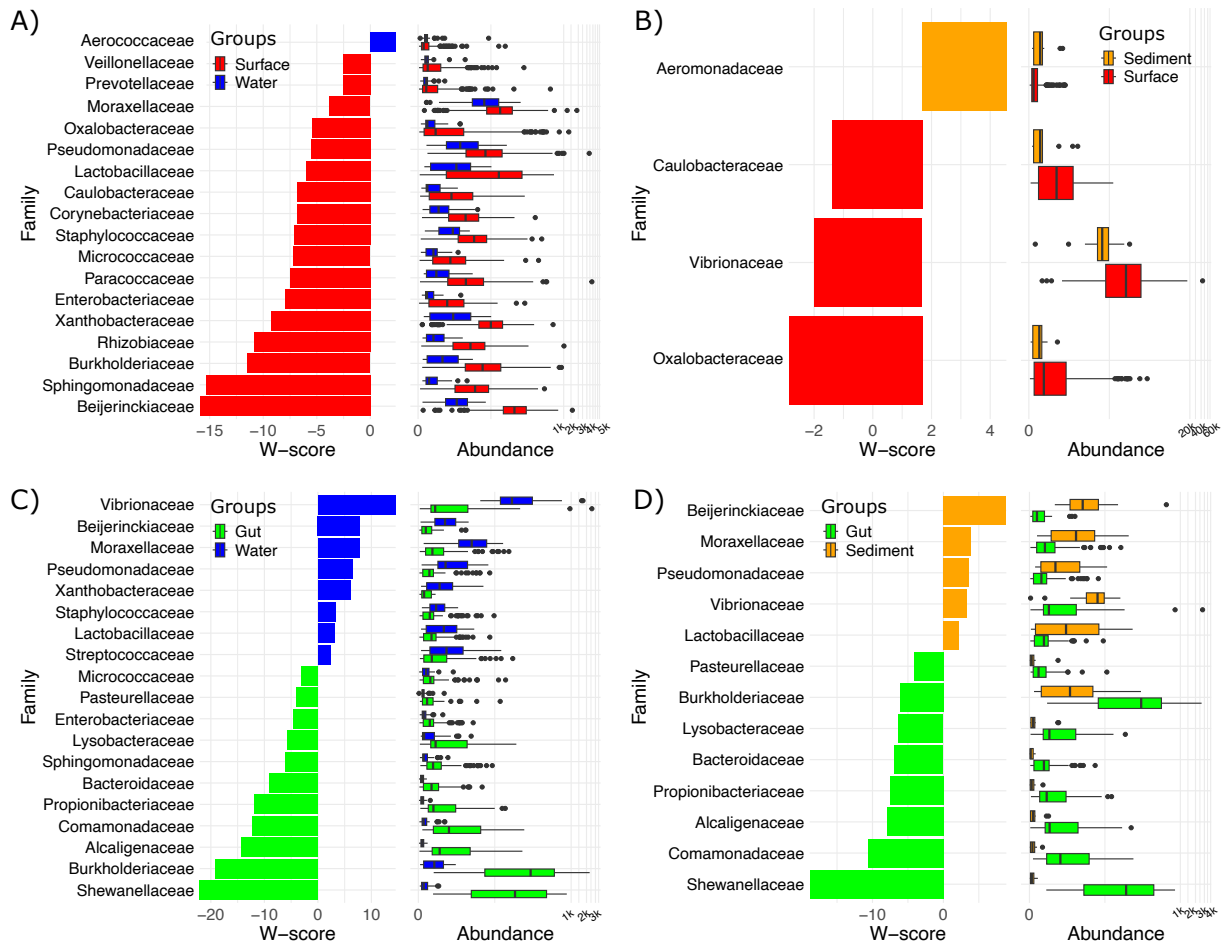 A)
Family
Aerococcaceae
Veillonellaceae
Prevotellaceae
Moraxellaceae
Oxalobacteraceae
Pseudomonadaceae
Lactobacillaceae
Caulobacteraceae
Corynebacteriaceae
Staphylococcaceae
Micrococcaceae
Paracoccaceae
Enterobacteriaceae
Xanthobacteraceae
Rhizobiaceae
Burkholderiaceae
Sphingomonadaceae
Beijerinckiaceae
Groups
Surface
Water
−15 −10 −5 0
W−score
0 1k 2k 3k 4k 5k
Abundance
B)
Family
Aeromonadaceae
Caulobacteraceae
Vibrionaceae
Oxalobacteraceae
Groups
Sediment
Surface
−2 0 2 4
W−score
0 20k 40k 60k
Abundance
C)
Family
Vibrionaceae
Beijerinckiaceae
Moraxellaceae
Pseudomonadaceae
Xanthobacteraceae
Staphylococcaceae
Lactobacillaceae
Streptococcaceae
Micrococcaceae
Pasteurellaceae
Enterobacteriaceae
Lysobacteraceae
Sphingomonadaceae
Bacteroidaceae
Propionibacteriaceae
Comamonadaceae
Alcaligenaceae
Burkholderiaceae
Shewanellaceae
Groups
Gut
Water
−20 −10 0 10
W−score
0 1k 2k 3k
Abundance
D)
Family
Beijerinckiaceae
Moraxellaceae
Pseudomonadaceae
Vibrionaceae
Lactobacillaceae
Pasteurellaceae
Burkholderiaceae
Lysobacteraceae
Bacteroidaceae
Propionibacteriaceae
Alcaligenaceae
Comamonadaceae
Shewanellaceae
Groups
Gut
Sediment
−10 0
W−score
0 1k 2k 3k 4k
Abundance